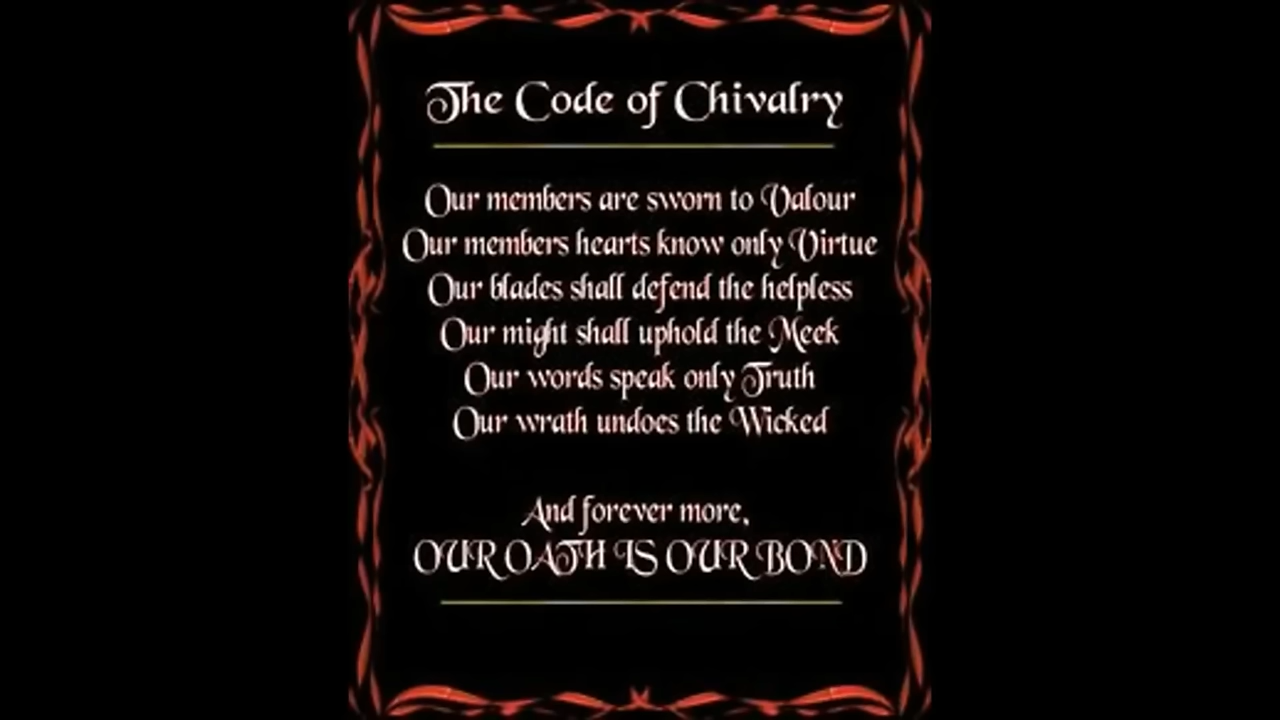 The Code of Chivalry
Our members are sworn to Valour
Our members hearts know only Virtue
Our blades shall defend the helpless
Our might shall uphold the Meek
Our words speak only Truth
Our wrath undoes the Wicked
And forever more,
OUR OATH IS OUR BOND